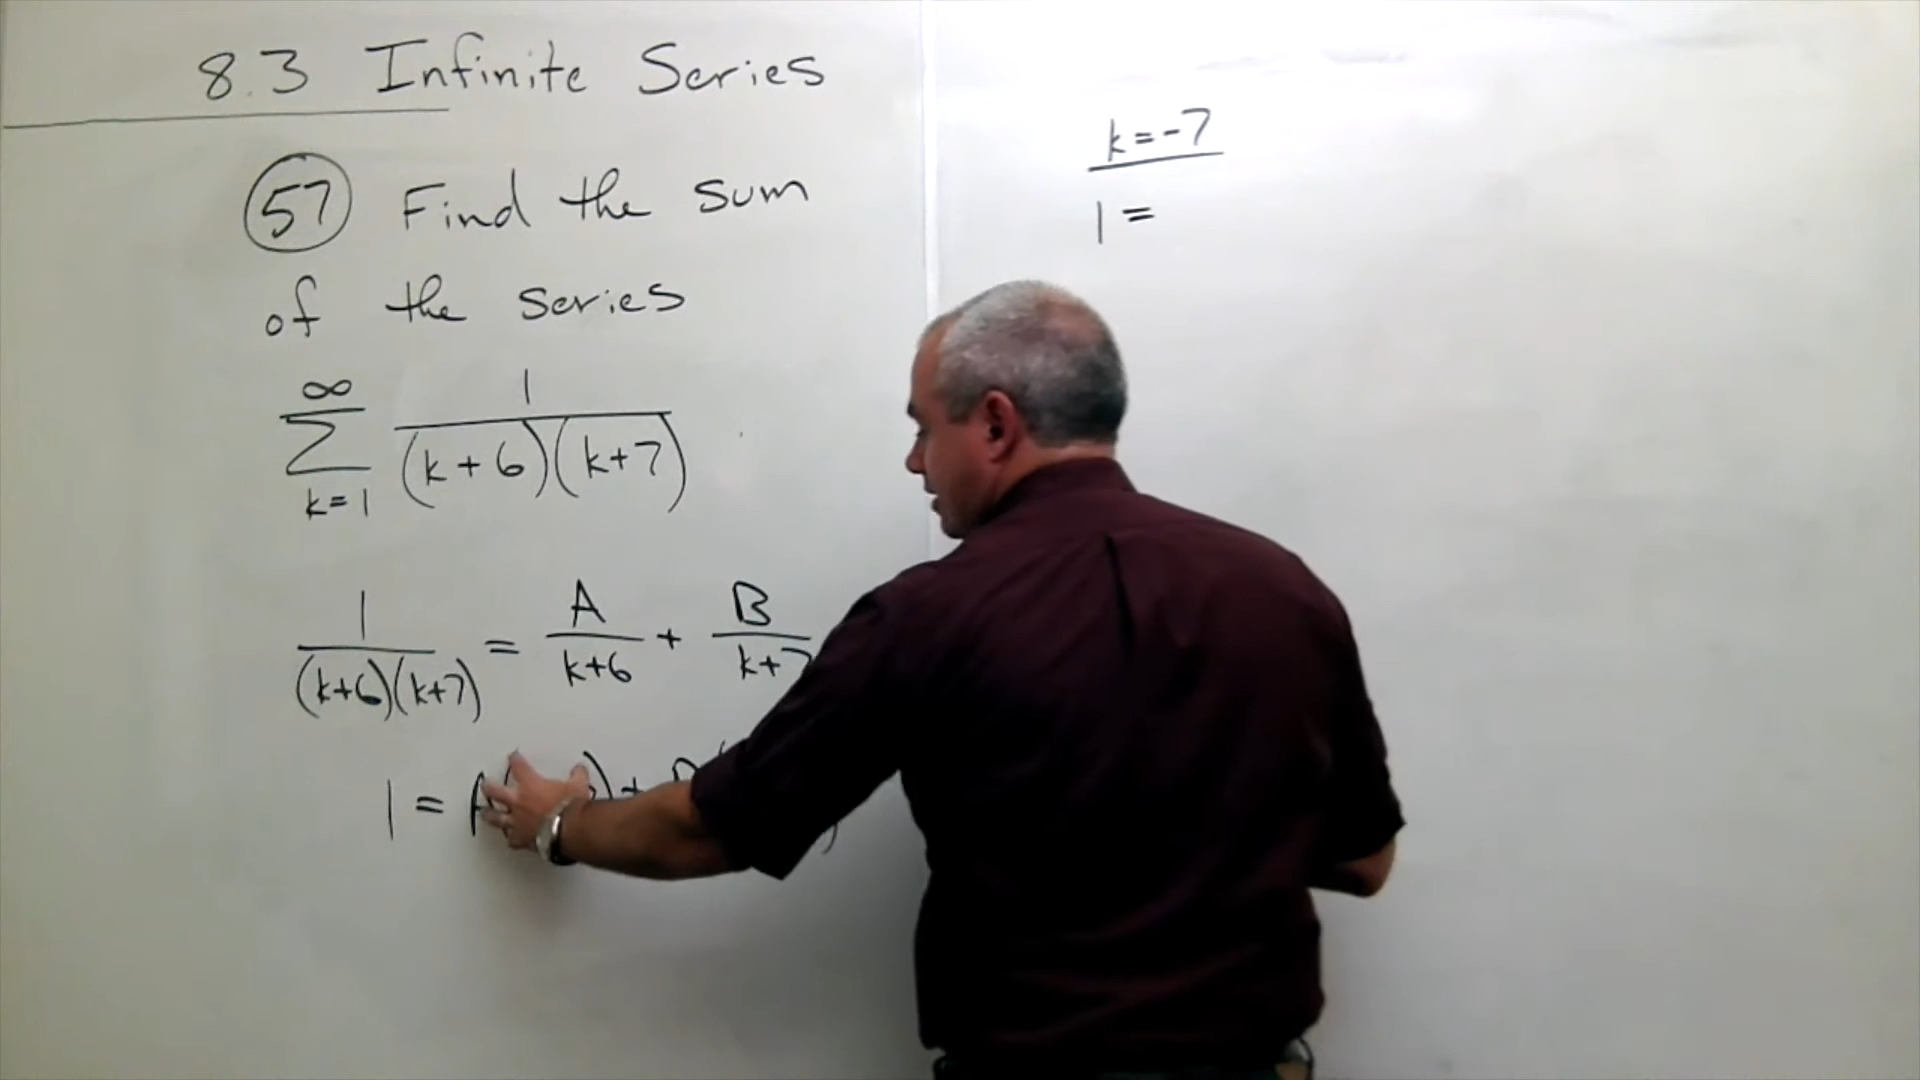 8.3 Infinite Series
57 Find the sum
of the series
∞
∑ 1/((k+6)(k+7))
k=1
1/((k+6)(k+7)) = A/(k+6) + B/(k+7
1 = A( ) +
k=-7
1 =